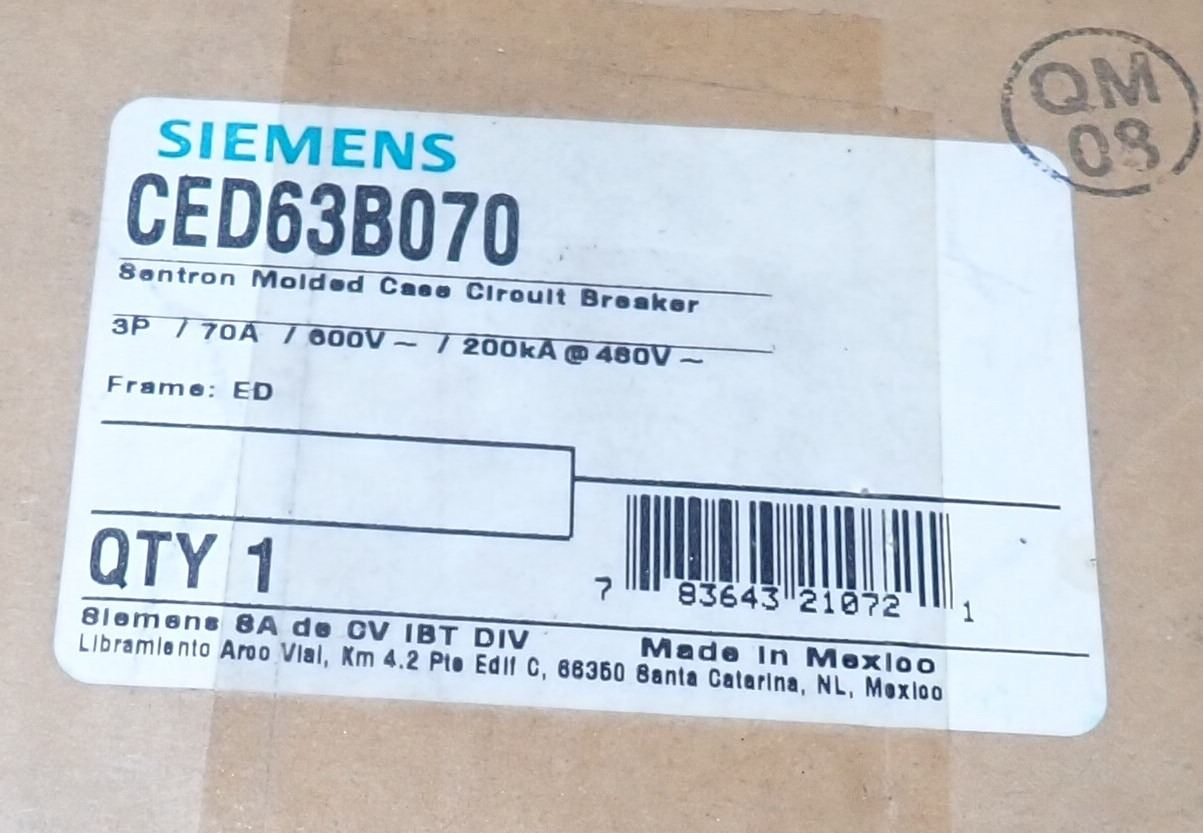 SIEMENS
QM
08
CED63B070
Sentron Molded Case Circuit Breaker
3P / 70A / 600V ~ / 200kA @ 480V ~
Frame: ED
QTY 1
7 83643 21072 1
Siemens SA de CV IBT DIV Made in Mexico
Libramiento Arco Vial, Km 4.2 Pte Edif C, 66350 Santa Catarina, NL, Mexico